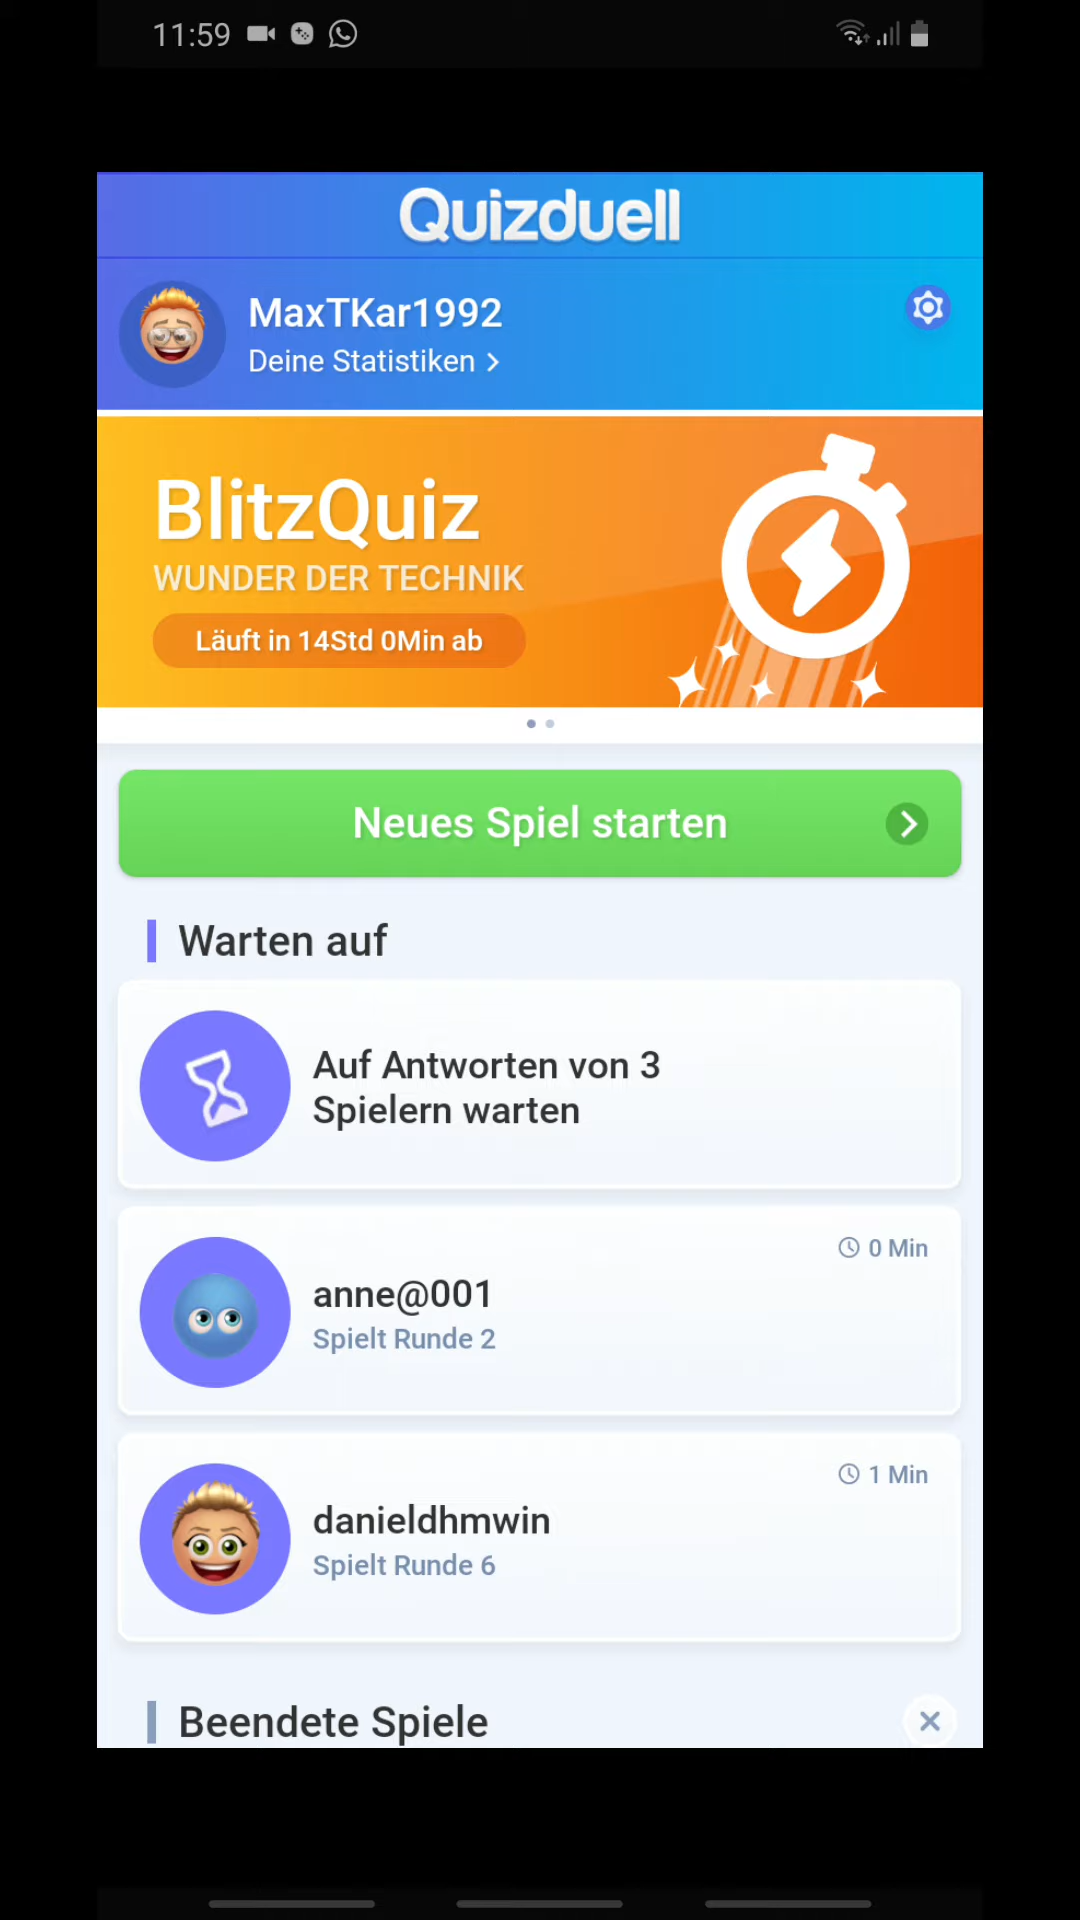 11:59
Quizduell
MaxTKar1992
Deine Statistiken
BlitzQuiz
WUNDER DER TECHNIK
Läuft in 14Std 0Min ab
Neues Spiel starten
Warten auf
Auf Antworten von 3
Spielern warten
0 Min
anne@001
Spielt Runde 2
1 Min
danieldhmwin
Spielt Runde 6
Beendete Spiele